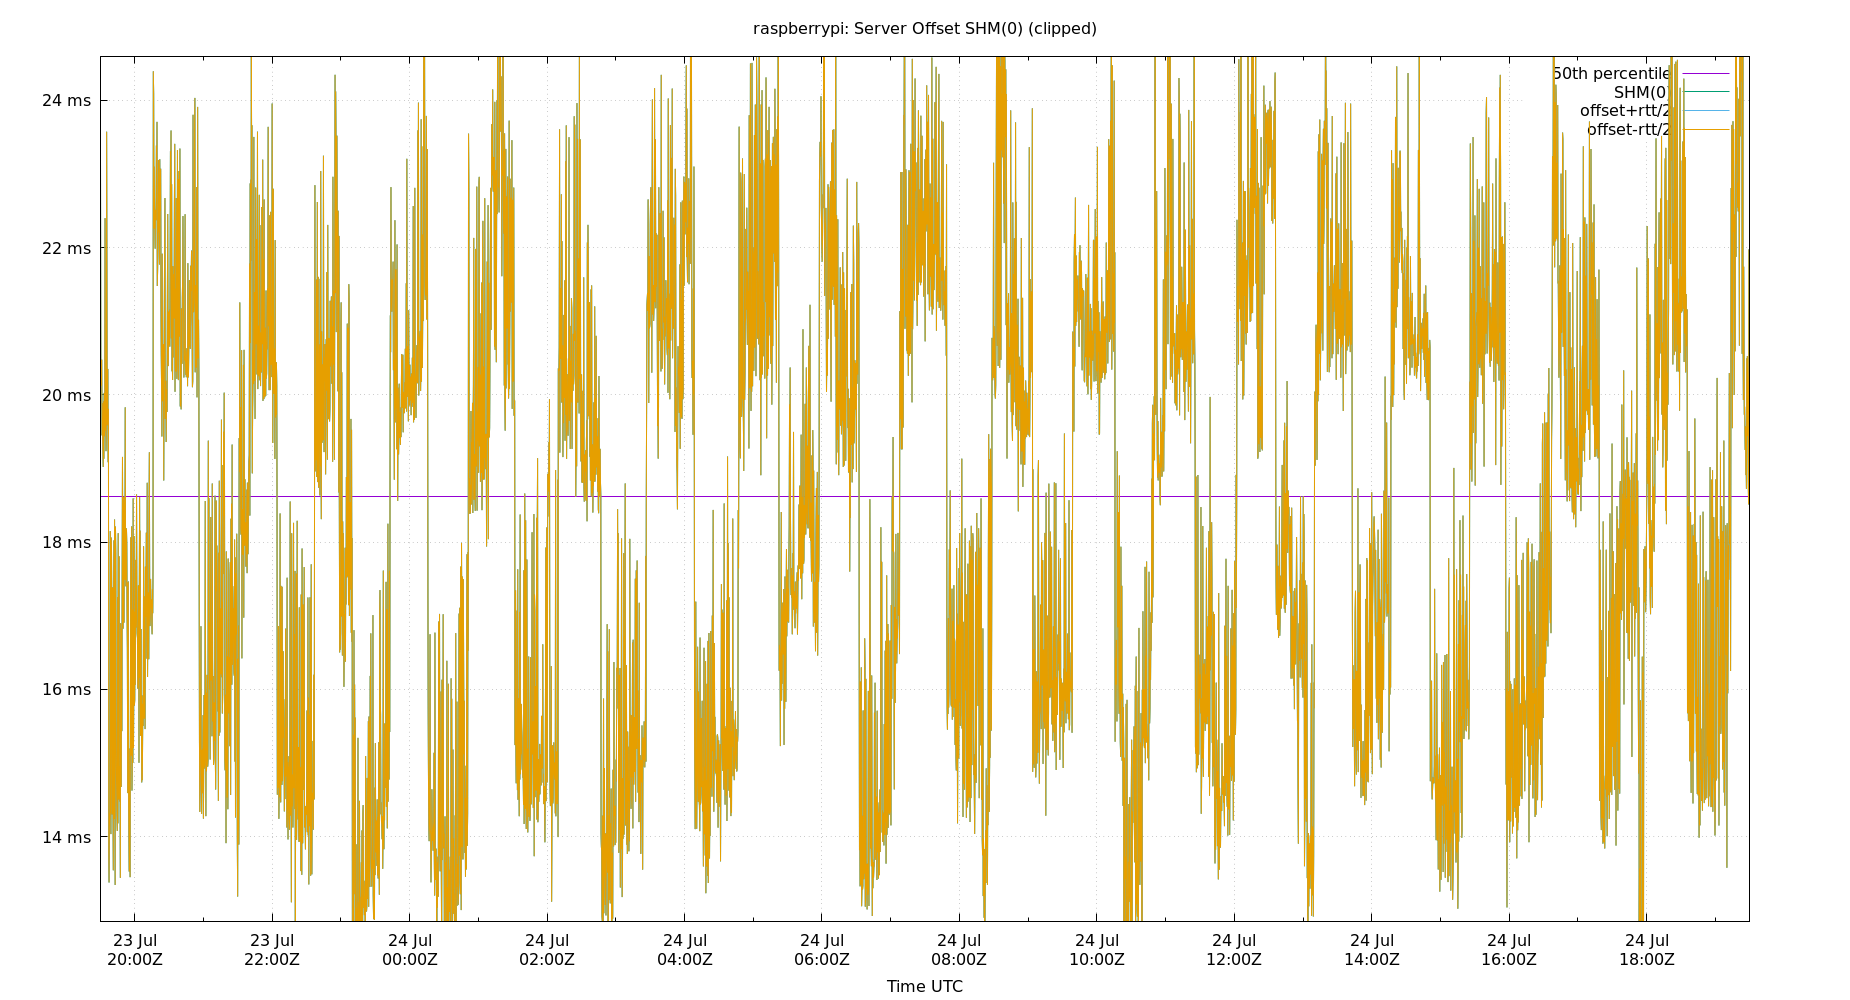 raspberrypi: Server Offset SHM(0) (clipped)
50th percentile
SHM(0)
offset+rtt/2
offset-rtt/2
24 ms
22 ms
20 ms
18 ms
16 ms
14 ms
23 Jul 23 Jul 24 Jul 24 Jul 24 Jul 24 Jul 24 Jul 24 Jul 24 Jul 24 Jul 24 Jul 24 Jul
20:00Z 22:00Z 00:00Z 02:00Z 04:00Z 06:00Z 08:00Z 10:00Z 12:00Z 14:00Z 16:00Z 18:00Z
Time UTC